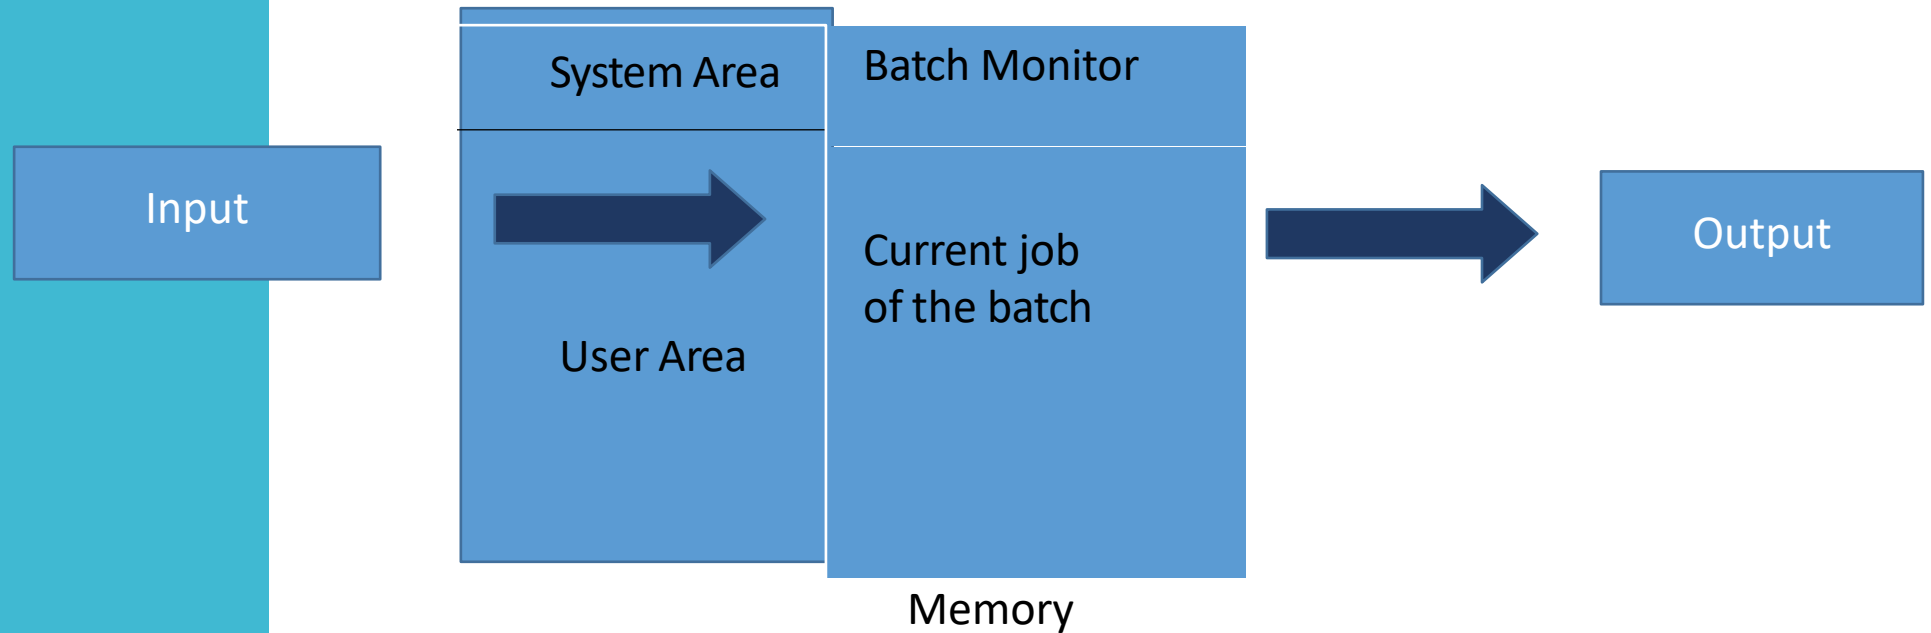 System Area
Batch Monitor
Input
Current job
of the batch
Output
User Area
Memory